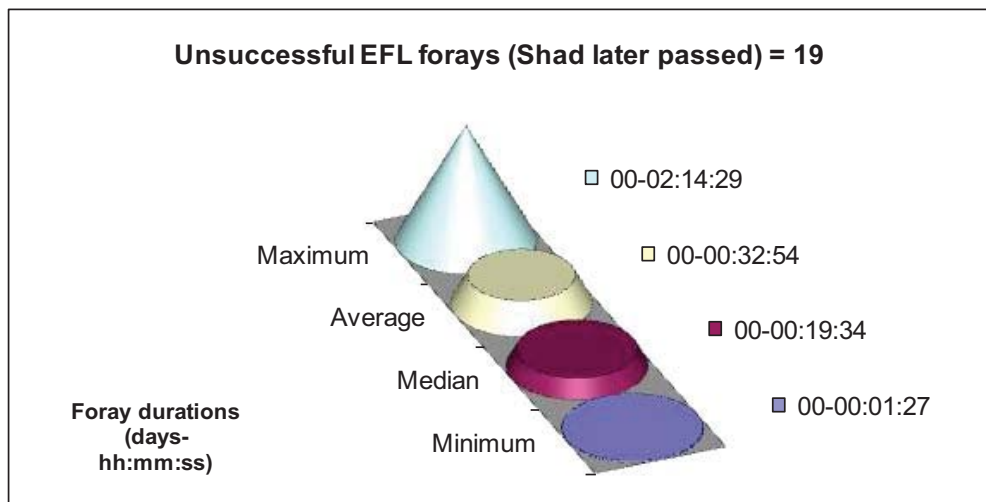 Unsuccessful EFL forays (Shad later passed) = 19
00-02:14:29
Maximum
00-00:32:54
Average
00-00:19:34
Median
00-00:01:27
Minimum
Foray durations
(days-
hh:mm:ss)